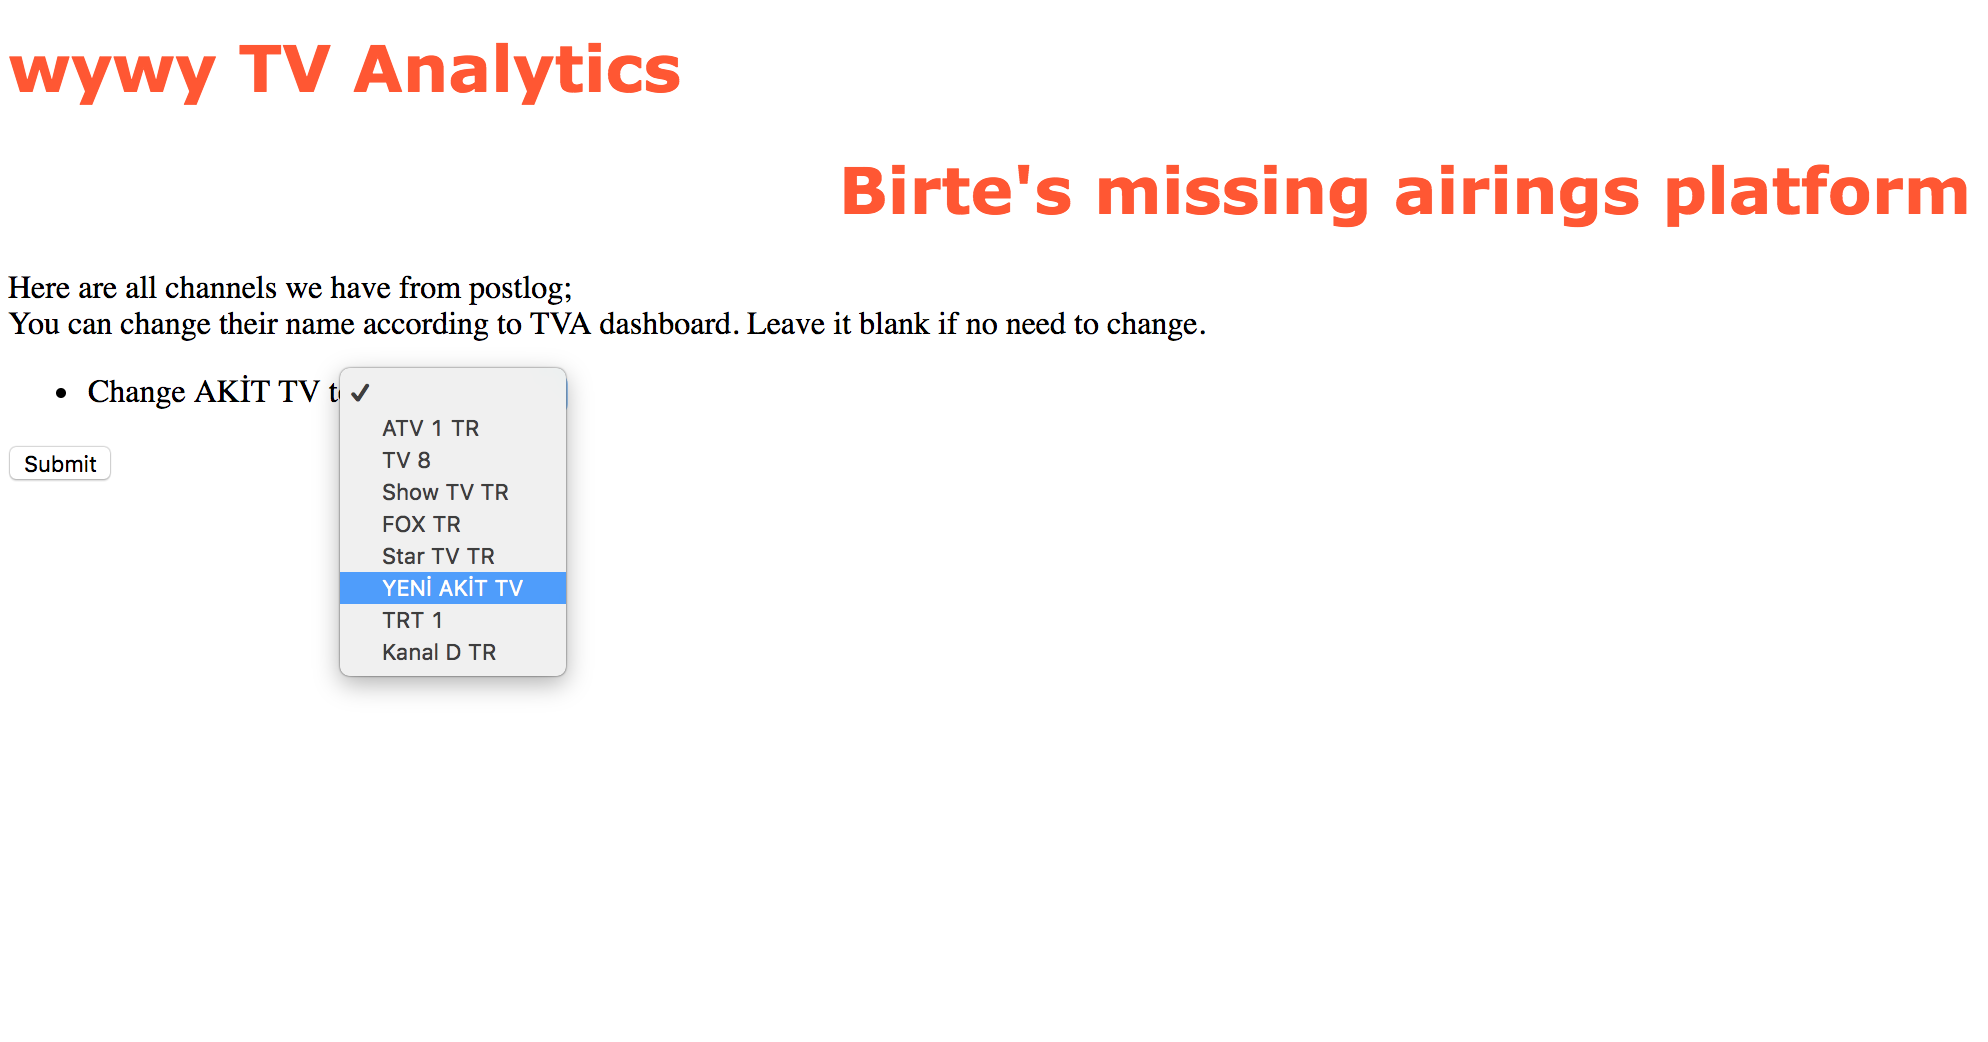 wywy TV Analytics
Birte's missing airings platform
Here are all channels we have from postlog;
You can change their name according to TVA dashboard. Leave it blank if no need to change.
• Change AKİT TV to
✓
ATV 1 TR
TV 8
Show TV TR
FOX TR
Star TV TR
YENİ AKİT TV
TRT 1
Kanal D TR
Submit